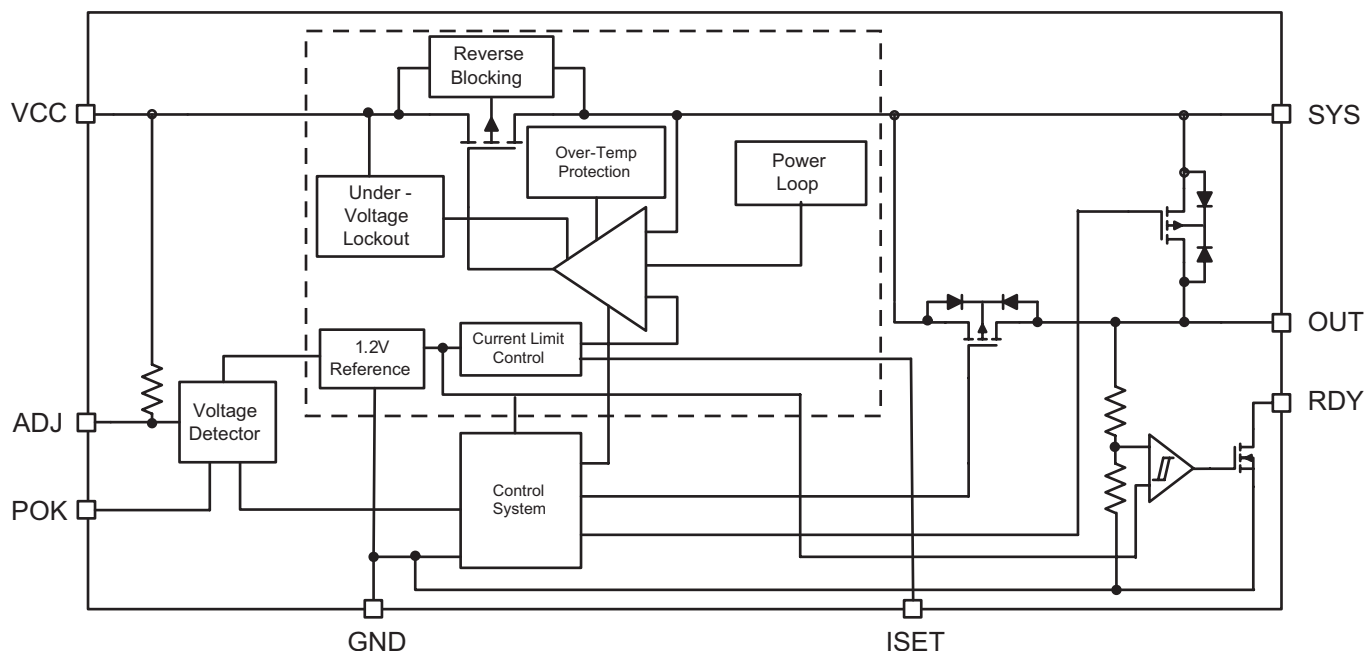 Reverse
Blocking
VCC
SYS
Over-Temp
Protection
Power
Loop
Under -
Voltage
Lockout
OUT
1.2V
Reference
Current Limit
Control
ADJ
Voltage
Detector
RDY
POK
Control
System
GND
ISET